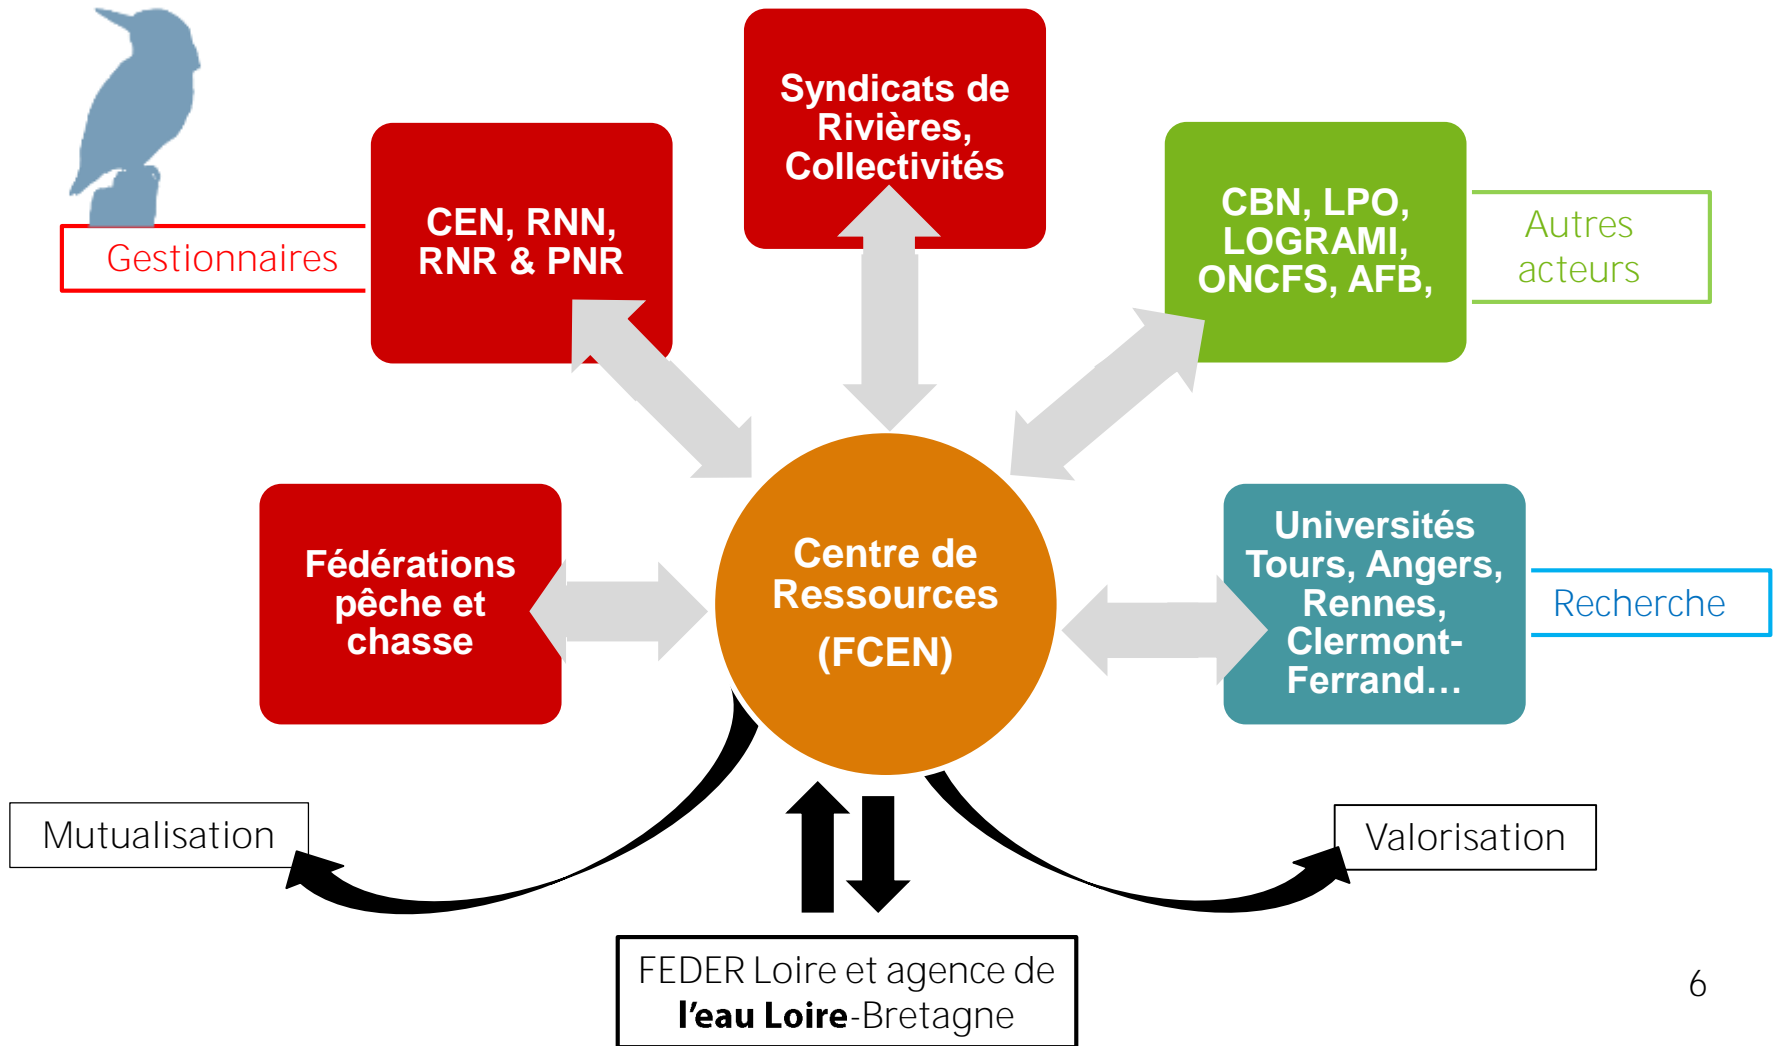 Syndicats de
Rivières,
Collectivités
CEN, RNN,
RNR & PNR
Gestionnaires
CBN, LPO,
LOGRAMI,
ONCFS, AFB,
Autres
acteurs
Fédérations
pêche et
chasse
Centre de
Ressources
(FCEN)
Universités
Tours, Angers,
Rennes,
Clermont-
Ferrand…
Recherche
Mutualisation
Valorisation
FEDER Loire et agence de
l’eau Loire-Bretagne
6